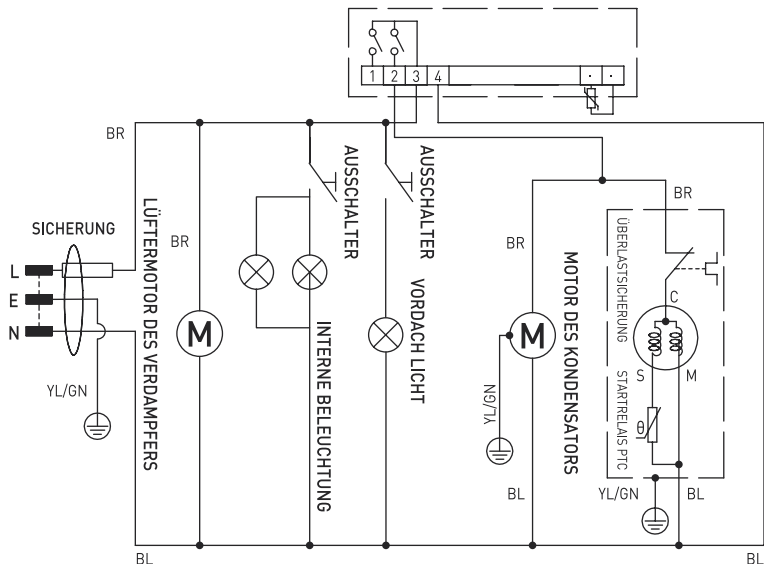 1 2 3 4 · ·
BR
BR
BR
BR
SICHERUNG
L
E
N
YL/GN
LÜFTERMOTOR DES VERDAMPFERS
M
AUSSCHALTER
INTERNE BELEUCHTUNG
AUSSCHALTER
VORDACH LICHT
M
YL/GN
MOTOR DES KONDENSATORS
ÜBERLASTSICHERUNG
C
S
M
STARTRELAIS PTC
θ
BL
YL/GN
BL
BL
BL